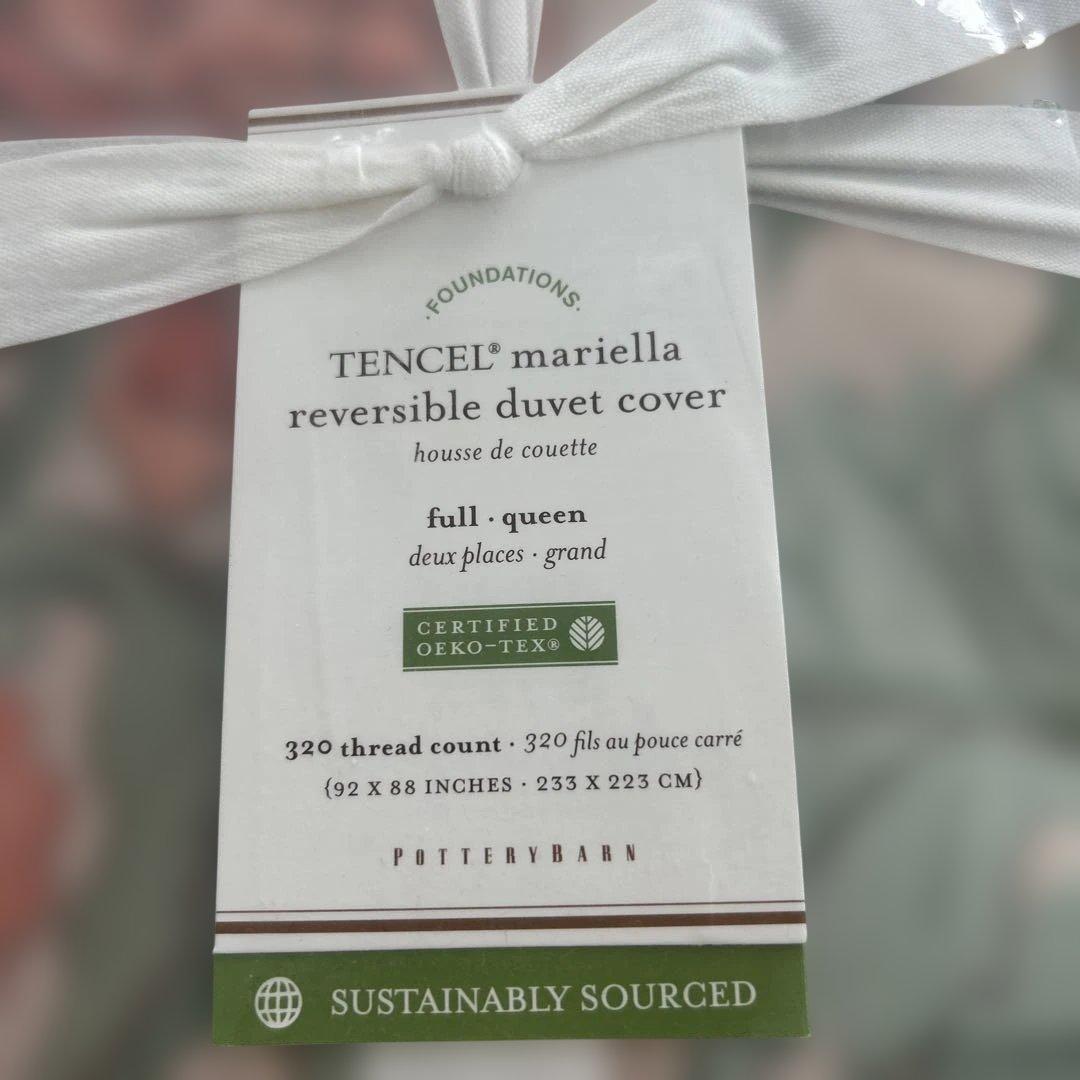 ·FOUNDATIONS·
TENCEL® mariella
reversible duvet cover
housse de couette
full · queen
deux places · grand
CERTIFIED
OEKO–TEX®
320 thread count · 320 fils au pouce carré
{92 X 88 INCHES · 233 X 223 CM}
POTTERYBARN
SUSTAINABLY SOURCED